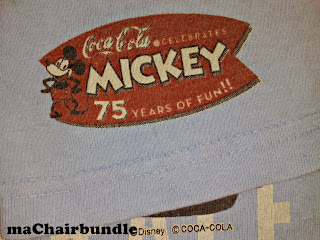 Coca-Cola CELEBRATES
MICKEY
75 YEARS OF FUN!!
maChairbundle
Disney © COCA-COLA